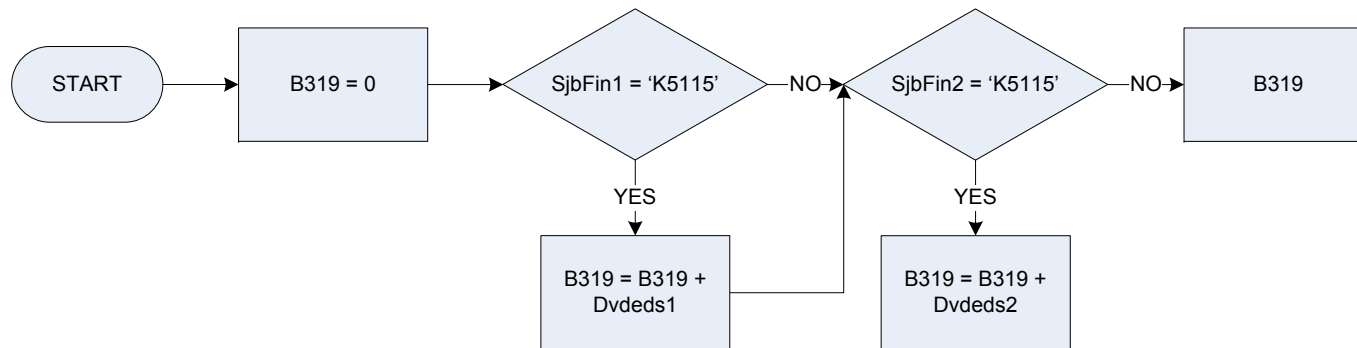 START
B319 = 0
SjbFin1 = ‘K5115’
NO
SjbFin2 = ‘K5115’
NO
B319
YES
YES
B319 = B319 +
Dvdeds1
B319 = B319 +
Dvdeds2